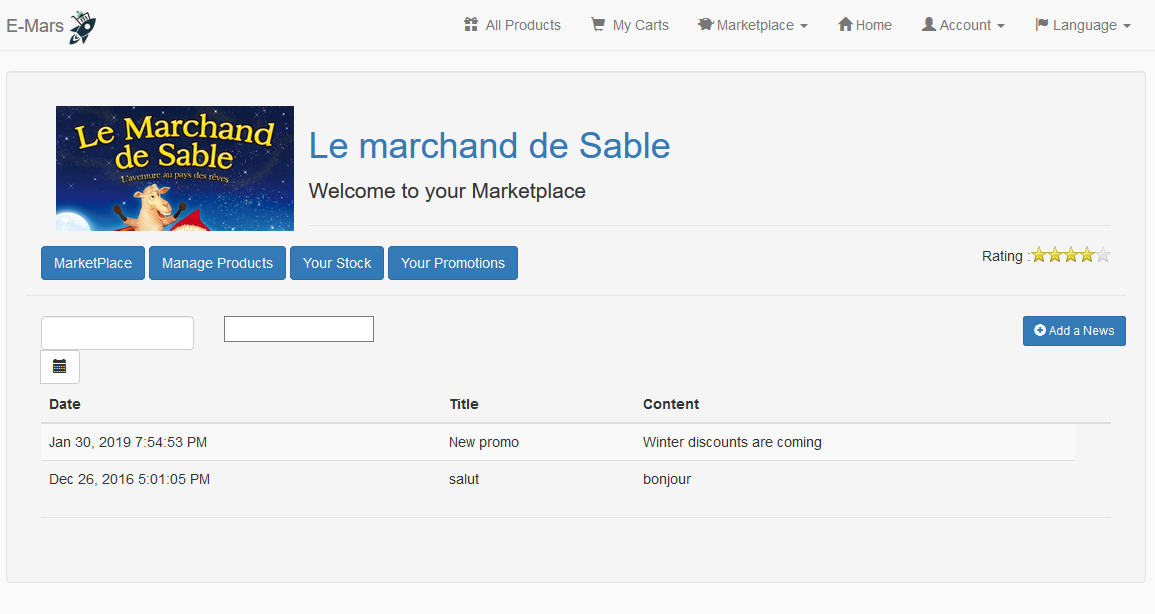 E-Mars
All Products
My Carts
Marketplace
Home
Account
Language
Le Marchand
de Sable
L'aventure au pays des rêves
Le marchand de Sable
Welcome to your Marketplace
MarketPlace
Manage Products
Your Stock
Your Promotions
Rating :
Add a News
Date Title Content
Jan 30, 2019 7:54:53 PM New promo Winter discounts are coming
Dec 26, 2016 5:01:05 PM salut bonjour